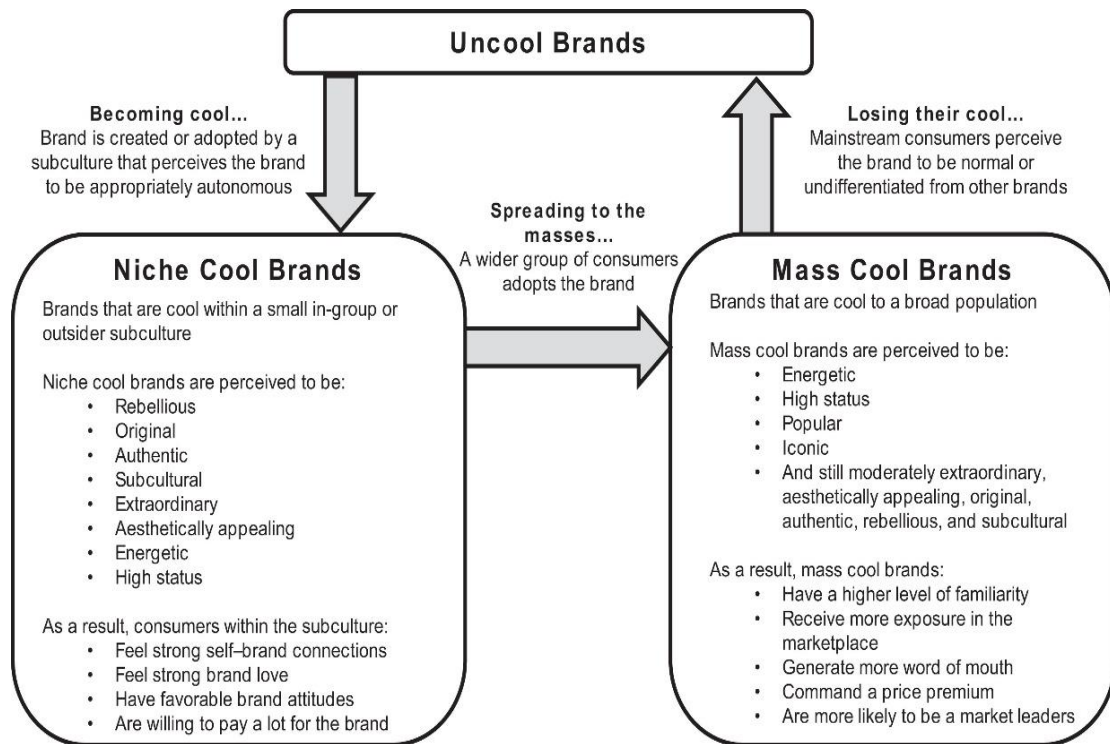 Uncool Brands
Becoming cool...
Brand is created or adopted by a
subculture that perceives the brand
to be appropriately autonomous
Losing their cool...
Mainstream consumers perceive
the brand to be normal or
undifferentiated from other brands
Spreading to the
masses...
A wider group of consumers
adopts the brand
Niche Cool Brands
Brands that are cool within a small in-group or
outsider subculture
Niche cool brands are perceived to be:
• Rebellious
• Original
• Authentic
• Subcultural
• Extraordinary
• Aesthetically appealing
• Energetic
• High status
As a result, consumers within the subculture:
• Feel strong self–brand connections
• Feel strong brand love
• Have favorable brand attitudes
• Are willing to pay a lot for the brand
Mass Cool Brands
Brands that are cool to a broad population
Mass cool brands are perceived to be:
• Energetic
• High status
• Popular
• Iconic
• And still moderately extraordinary,
aesthetically appealing, original,
authentic, rebellious, and subcultural
As a result, mass cool brands:
• Have a higher level of familiarity
• Receive more exposure in the
marketplace
• Generate more word of mouth
• Command a price premium
• Are more likely to be a market leaders